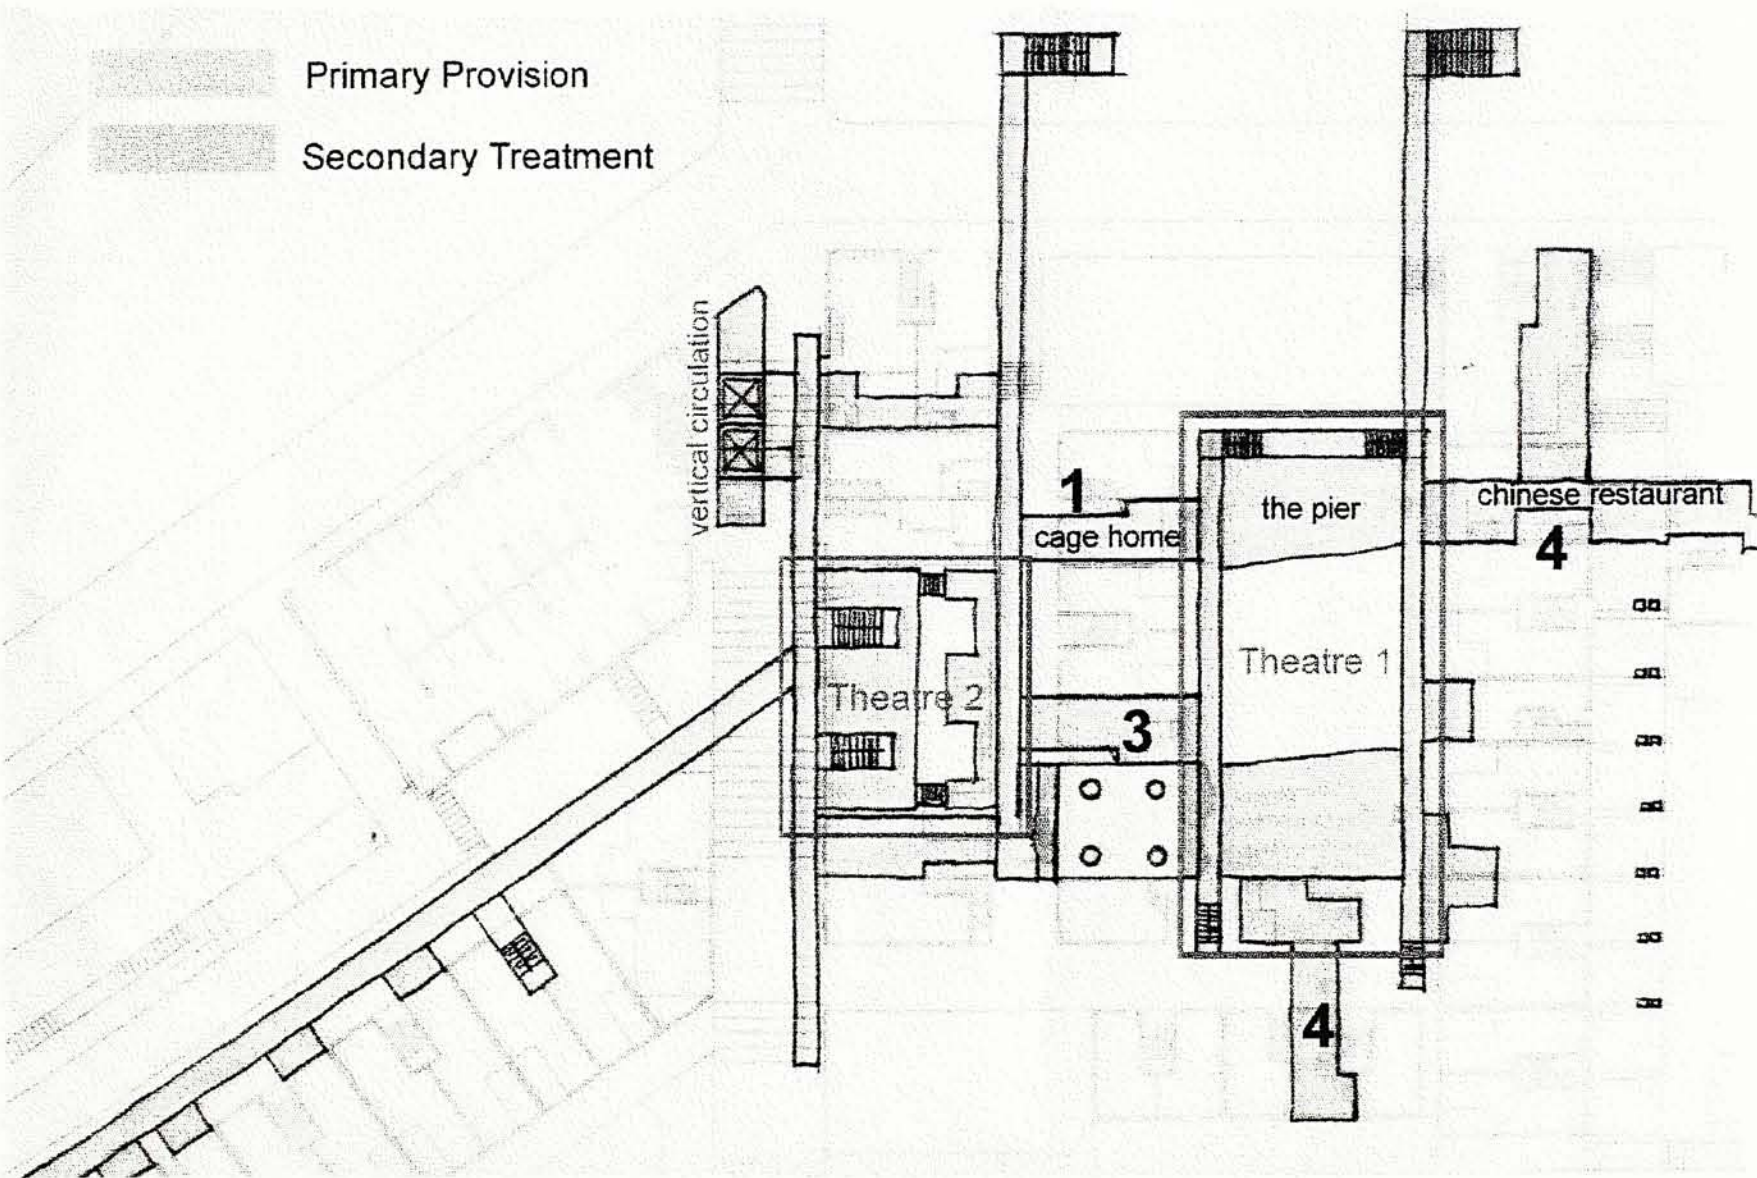 Primary Provision
Secondary Treatment
vertical circulation
1
cage home
the pier
chinese restaurant
4
Theatre 1
Theatre 2
3
4